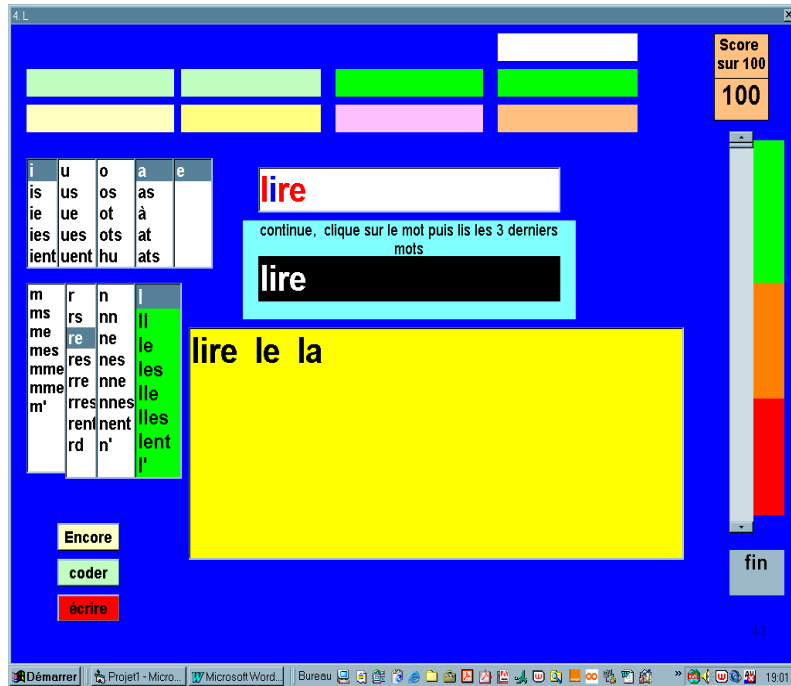 4. L
Score
sur 100
100
i u o a e
is us os as
ie ue ot à
ies ues ots at
ient uent hu ats
lire
continue, clique sur le mot puis lis les 3 derniers
mots
lire
m r n l
ms rs nn ll
me re ne le
mes res nes les
mme rre nne lle
mme rres nnes lles
m' rent nent lent
rd n' l'
lire le la
Encore
coder
écrire
fin
43
Démarrer Projet1 - Micro... Microsoft Word... Bureau » 19:01